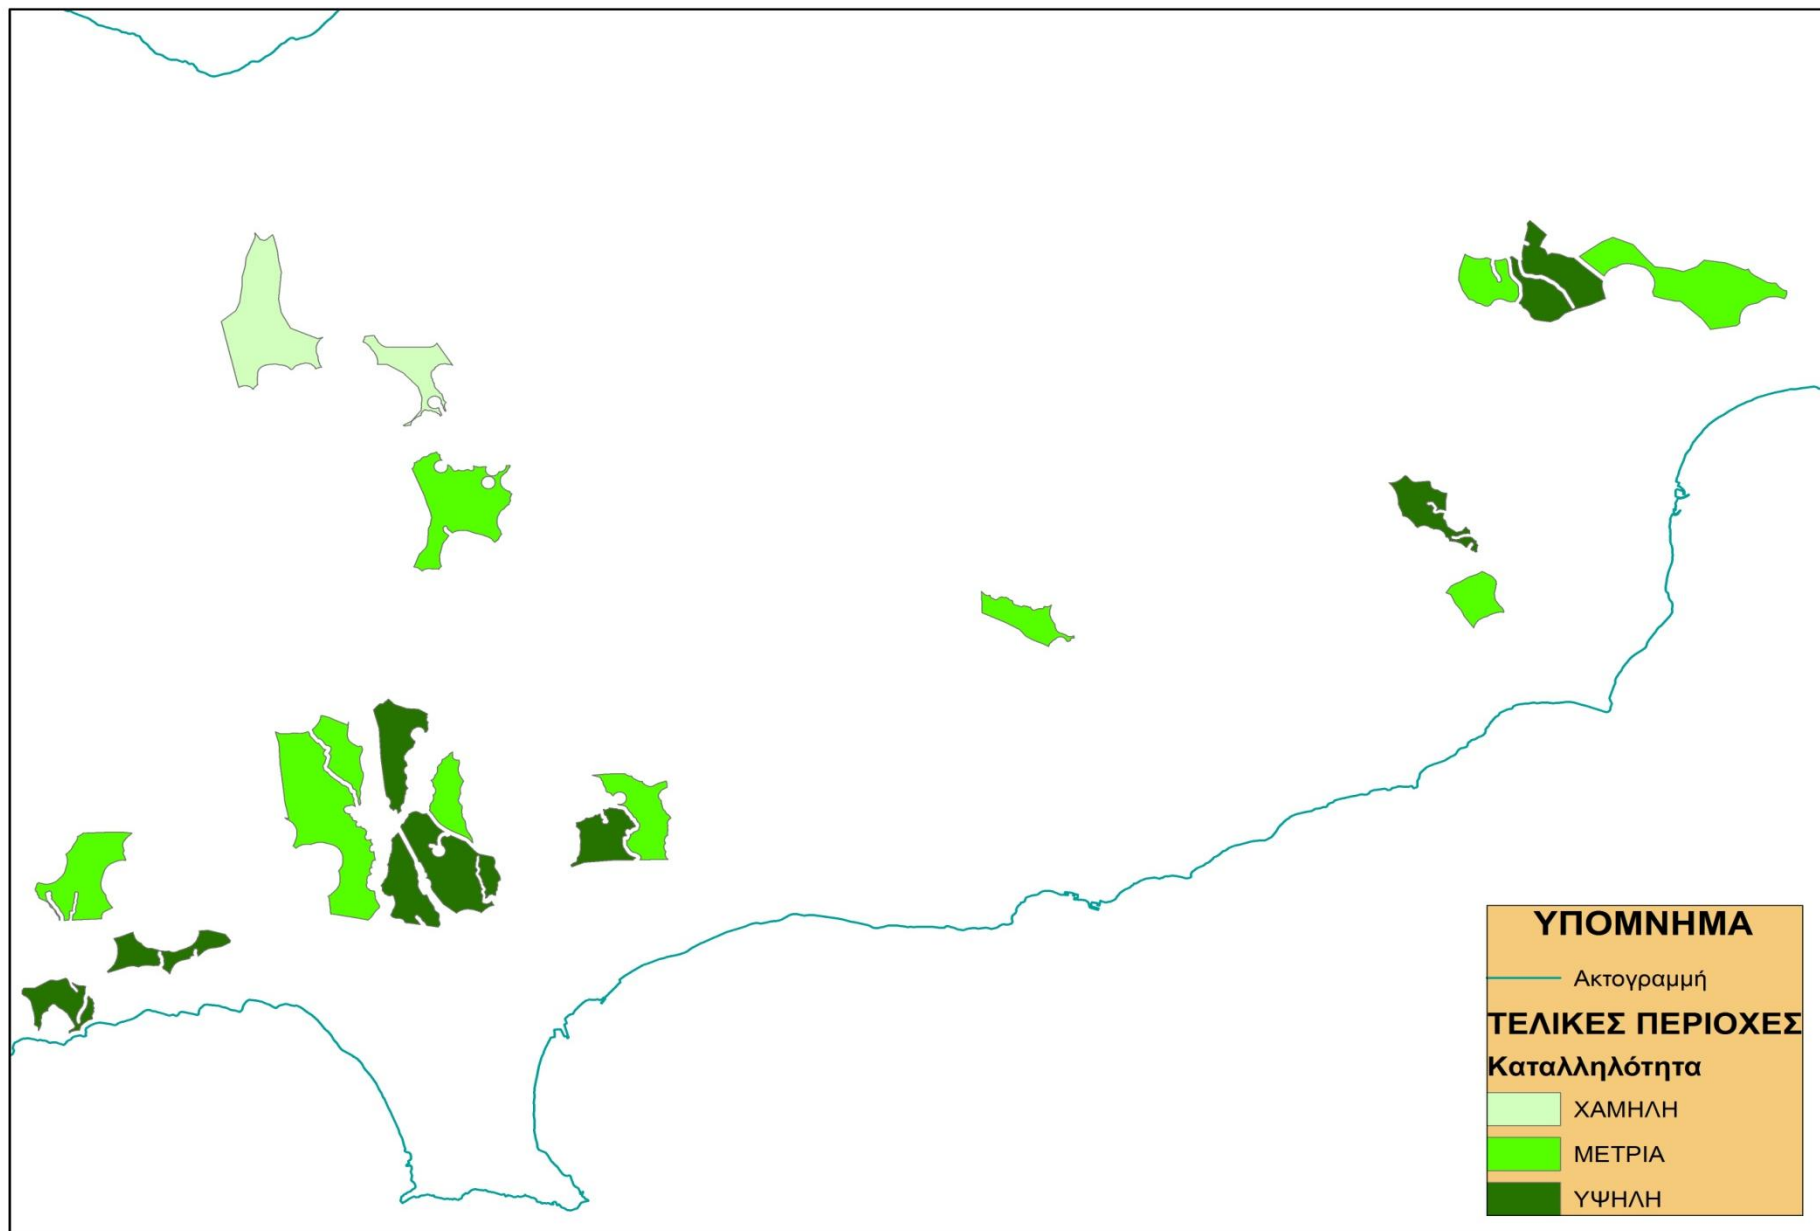 ΥΠΟΜΝΗΜΑ
Ακτογραμμή
ΤΕΛΙΚΕΣ ΠΕΡΙΟΧΕΣ
Καταλληλότητα
ΧΑΜΗΛΗ
ΜΕΤΡΙΑ
ΥΨΗΛΗ